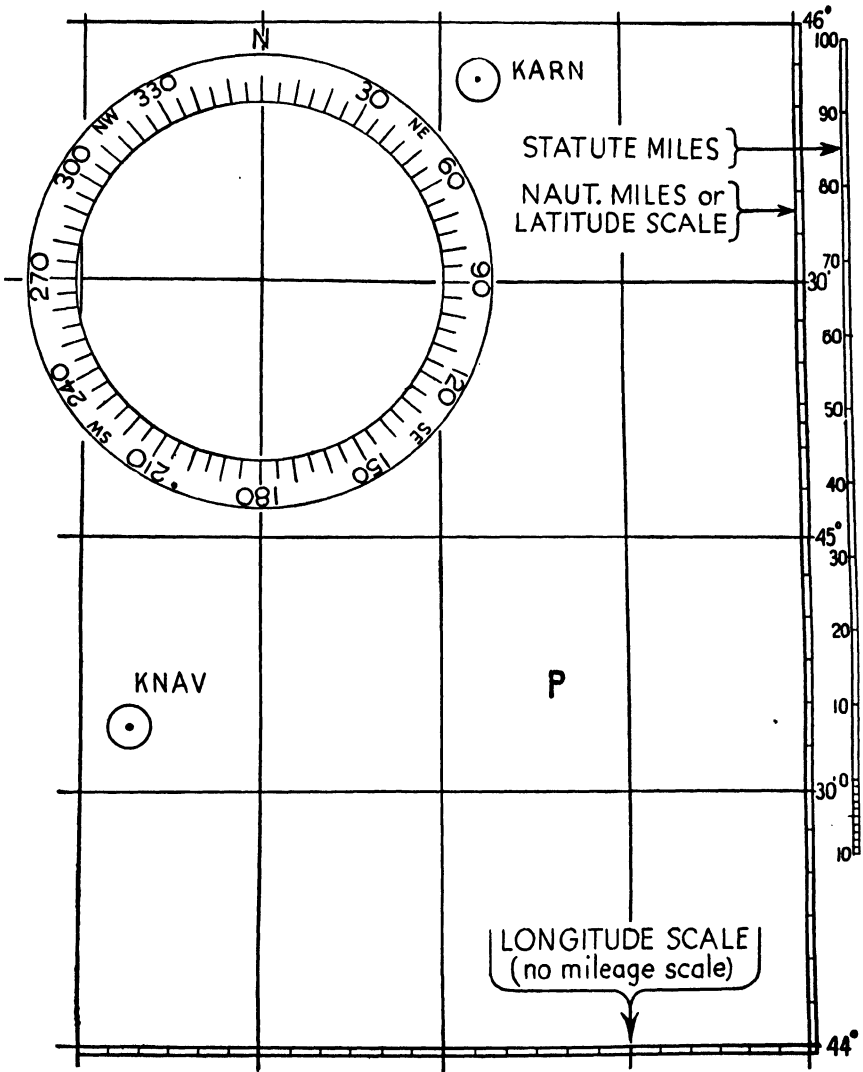 N
30
NE
60
90
120
SE
150
180
210
SW
240
270
300
NW
330
KARN
STATUTE MILES
NAUT. MILES or
LATITUDE SCALE
46°
30'
45°
30'
44°
100
90
80
70
60
50
40
30
20
10
0
10
KNAV
P
LONGITUDE SCALE
(no mileage scale)